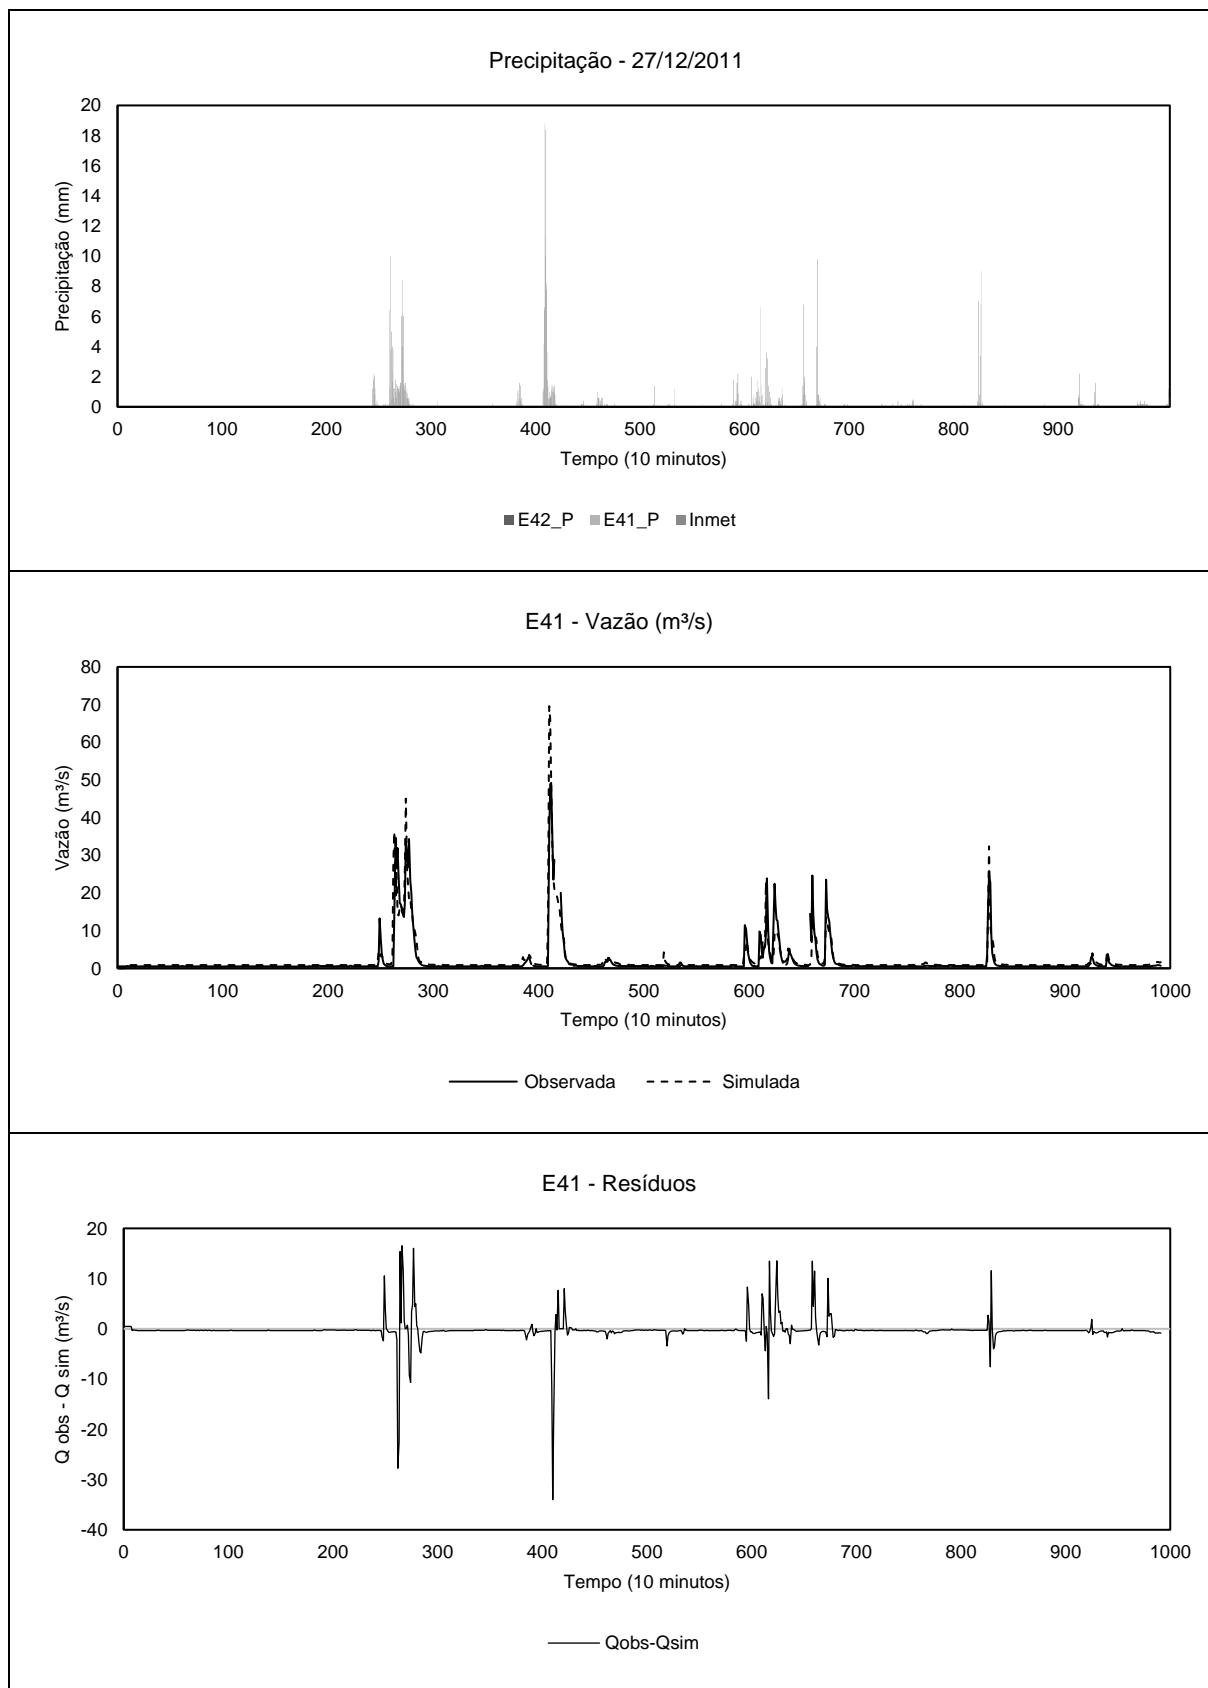 Precipitação - 27/12/2011
Precipitação (mm)
20
18
16
14
12
10
8
6
4
2
0
0 100 200 300 400 500 600 700 800 900
Tempo (10 minutos)
E42_P E41_P Inmet
E41 - Vazão (m³/s)
Vazão (m³/s)
80
70
60
50
40
30
20
10
0
0 100 200 300 400 500 600 700 800 900 1000
Tempo (10 minutos)
Observada Simulada
E41 - Resíduos
Q obs - Q sim (m³/s)
20
10
0
-10
-20
-30
-40
0 100 200 300 400 500 600 700 800 900 1000
Tempo (10 minutos)
Qobs-Qsim